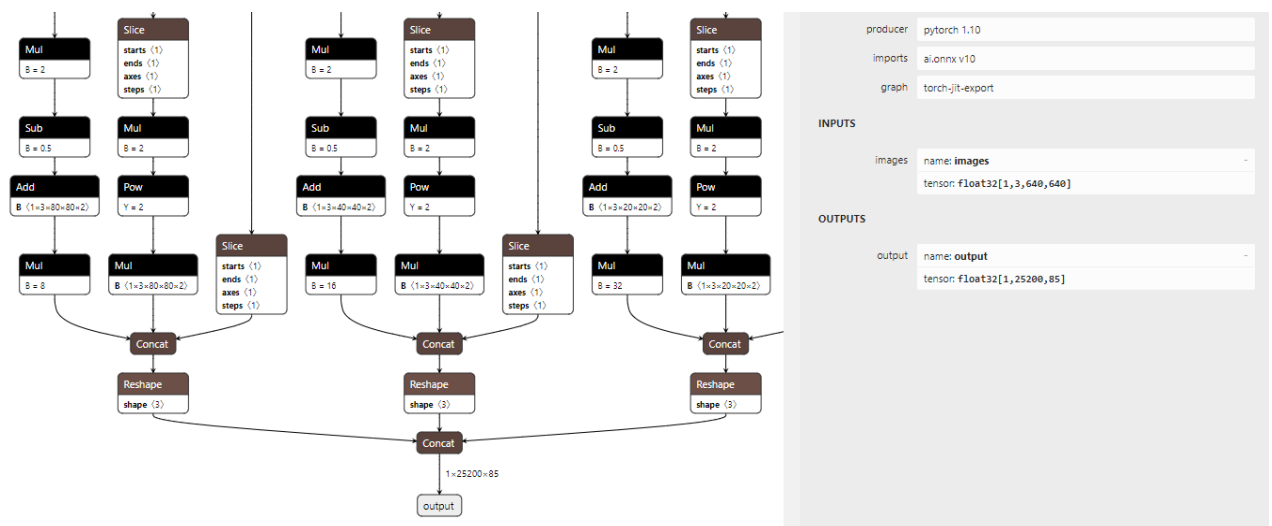 Slice
starts ⟨1⟩
ends ⟨1⟩
axes ⟨1⟩
steps ⟨1⟩
Mul
B = 2
Sub
B = 0.5
Mul
B = 2
Add
B ⟨1×3×80×80×2⟩
Pow
Y = 2
Mul
B = 8
Mul
B ⟨1×3×80×80×2⟩
Slice
starts ⟨1⟩
ends ⟨1⟩
axes ⟨1⟩
steps ⟨1⟩
Concat
Reshape
shape ⟨3⟩
Slice
starts ⟨1⟩
ends ⟨1⟩
axes ⟨1⟩
steps ⟨1⟩
Mul
B = 2
Sub
B = 0.5
Mul
B = 2
Add
B ⟨1×3×40×40×2⟩
Pow
Y = 2
Mul
B = 16
Mul
B ⟨1×3×40×40×2⟩
Slice
starts ⟨1⟩
ends ⟨1⟩
axes ⟨1⟩
steps ⟨1⟩
Concat
Reshape
shape ⟨3⟩
Slice
starts ⟨1⟩
ends ⟨1⟩
axes ⟨1⟩
steps ⟨1⟩
Mul
B = 2
Sub
B = 0.5
Mul
B = 2
Add
B ⟨1×3×20×20×2⟩
Pow
Y = 2
Mul
B = 32
Mul
B ⟨1×3×20×20×2⟩
Concat
Reshape
shape ⟨3⟩
Concat
1×25200×85
output
producer pytorch 1.10
imports ai.onnx v10
graph torch-jit-export
INPUTS
images name: images -
tensor: float32[1,3,640,640]
OUTPUTS
output name: output -
tensor: float32[1,25200,85]